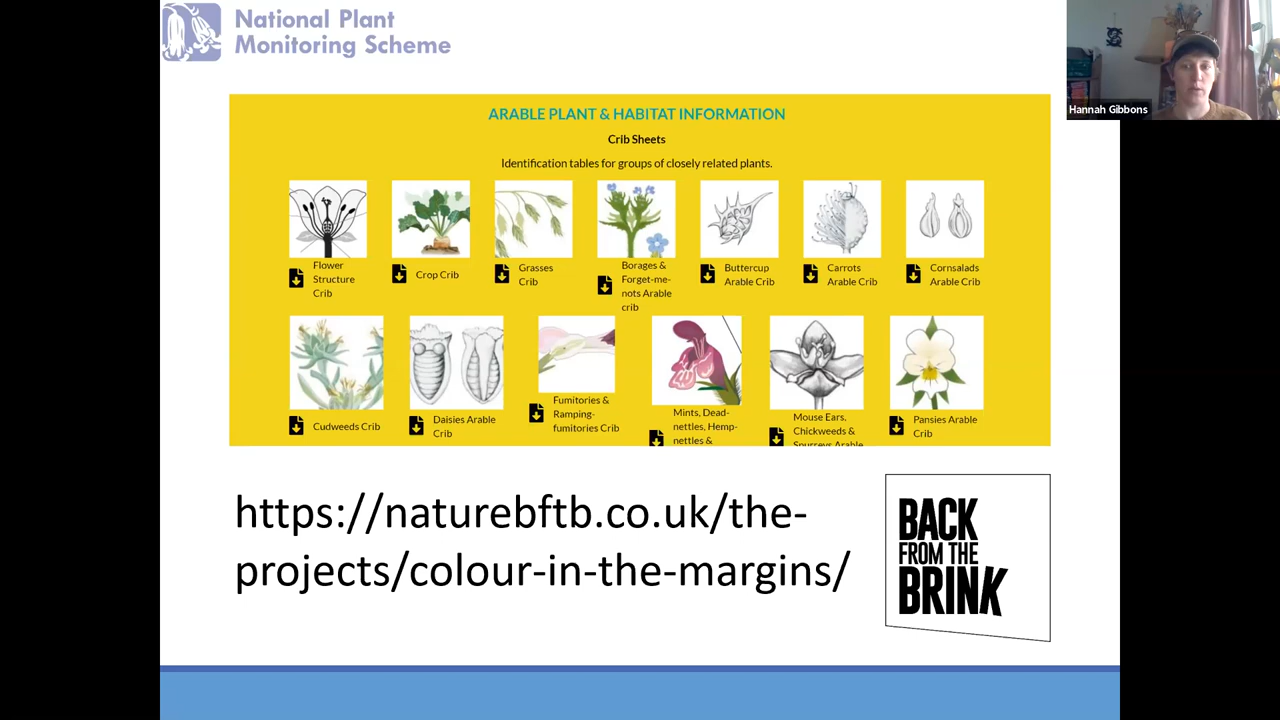 National Plant
Monitoring Scheme
Hannah Gibbons
ARABLE PLANT & HABITAT INFORMATION
Crib Sheets
Identification tables for groups of closely related plants.
Flower
Structure
Crib
Crop Crib
Grasses
Crib
Borages &
Forget-me-
nots Arable
crib
Buttercup
Arable Crib
Carrots
Arable Crib
Cornsalads
Arable Crib
Cudweeds Crib
Daisies Arable
Crib
Fumitories &
Ramping-
fumitories Crib
Mints, Dead-
nettles, Hemp-
nettles &
Mouse Ears.
Chickweeds &
Spurreys Arable
Pansies Arable
Crib
https://naturebftb.co.uk/the-
projects/colour-in-the-margins/
BACK
FROM THE
BRINK